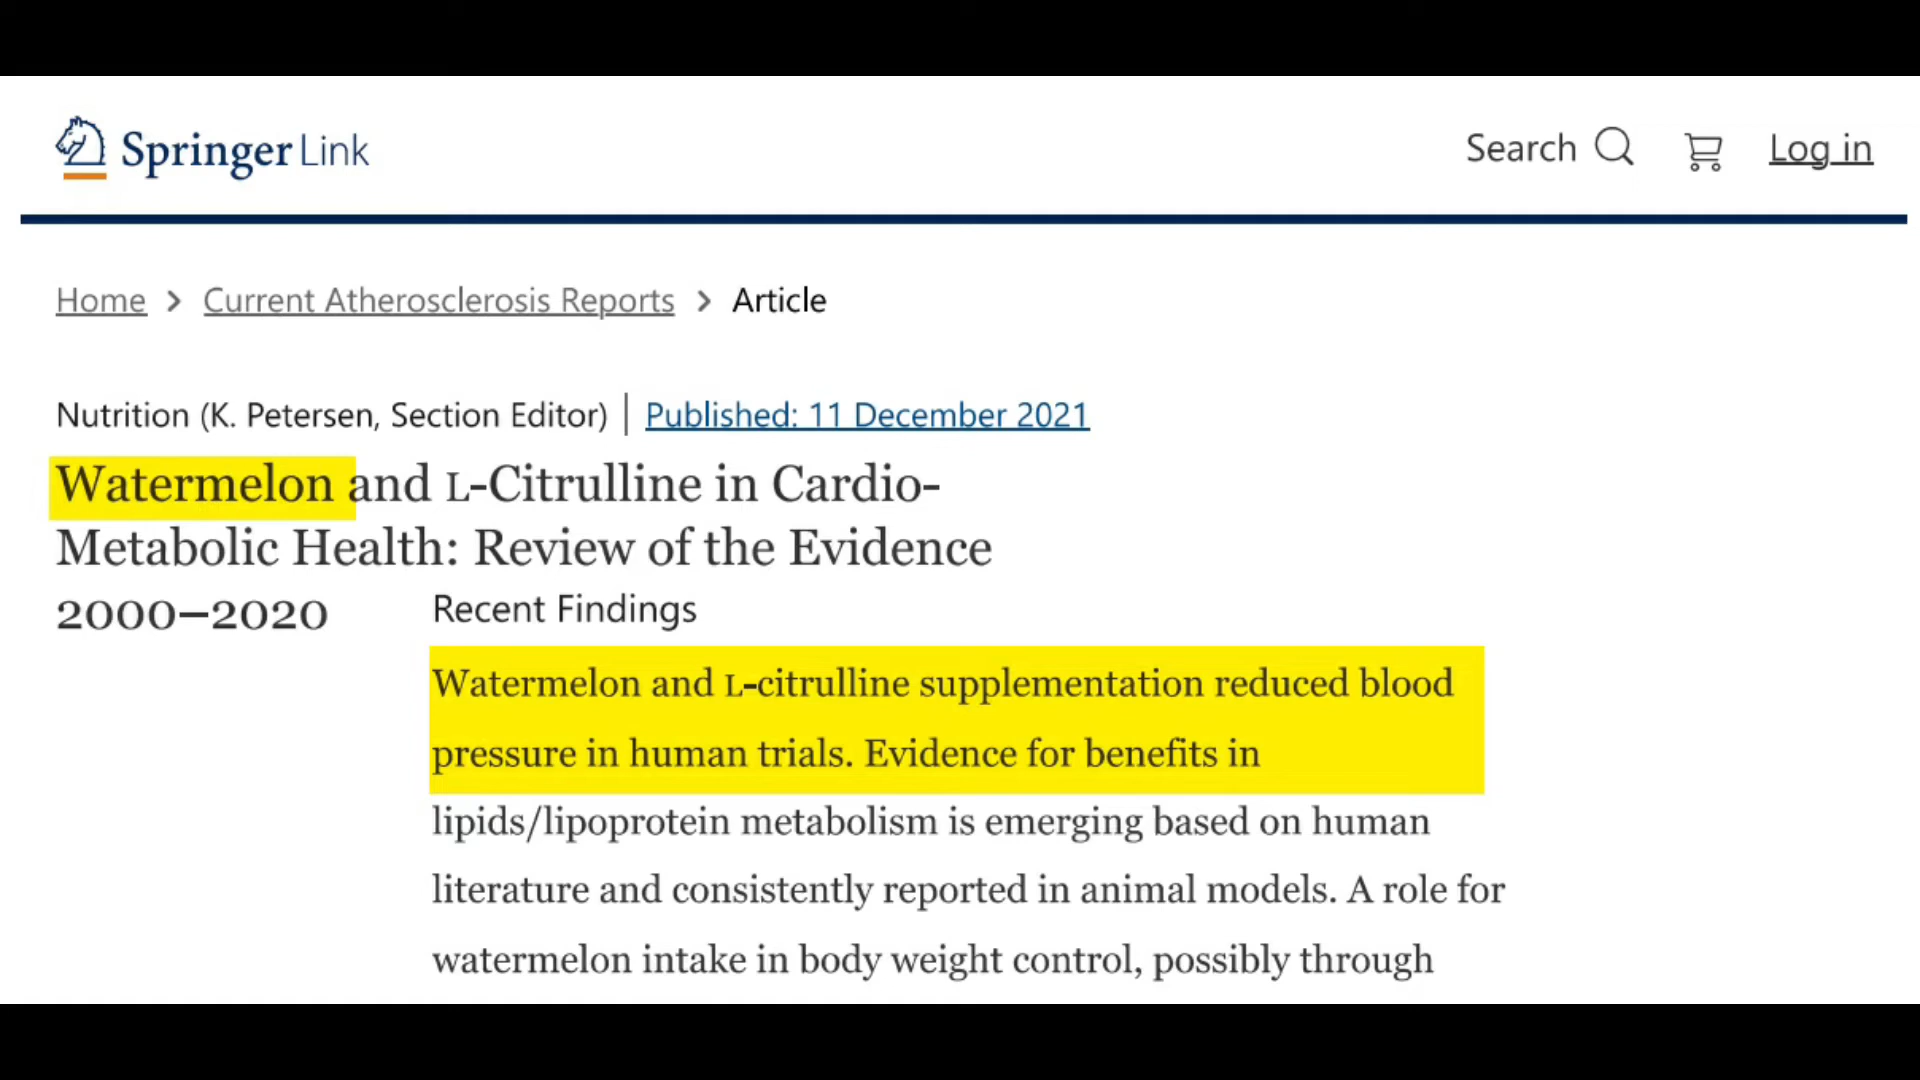 SpringerLink
Search
Log in
Home > Current Atherosclerosis Reports > Article
Nutrition (K. Petersen, Section Editor) | Published: 11 December 2021
Watermelon and L-Citrulline in Cardio-
Metabolic Health: Review of the Evidence
2000–2020
Recent Findings
Watermelon and L-citrulline supplementation reduced blood
pressure in human trials. Evidence for benefits in
lipids/lipoprotein metabolism is emerging based on human
literature and consistently reported in animal models. A role for
watermelon intake in body weight control, possibly through